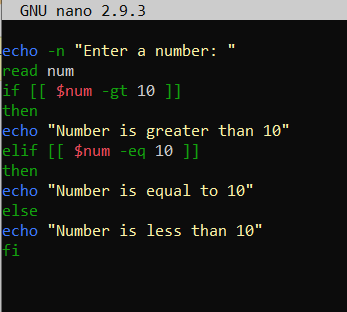 GNU nano 2.9.3
echo -n "Enter a number: "
read num
if [[ $num -gt 10 ]]
then
echo "Number is greater than 10"
elif [[ $num -eq 10 ]]
then
echo "Number is equal to 10"
else
echo "Number is less than 10"
fi